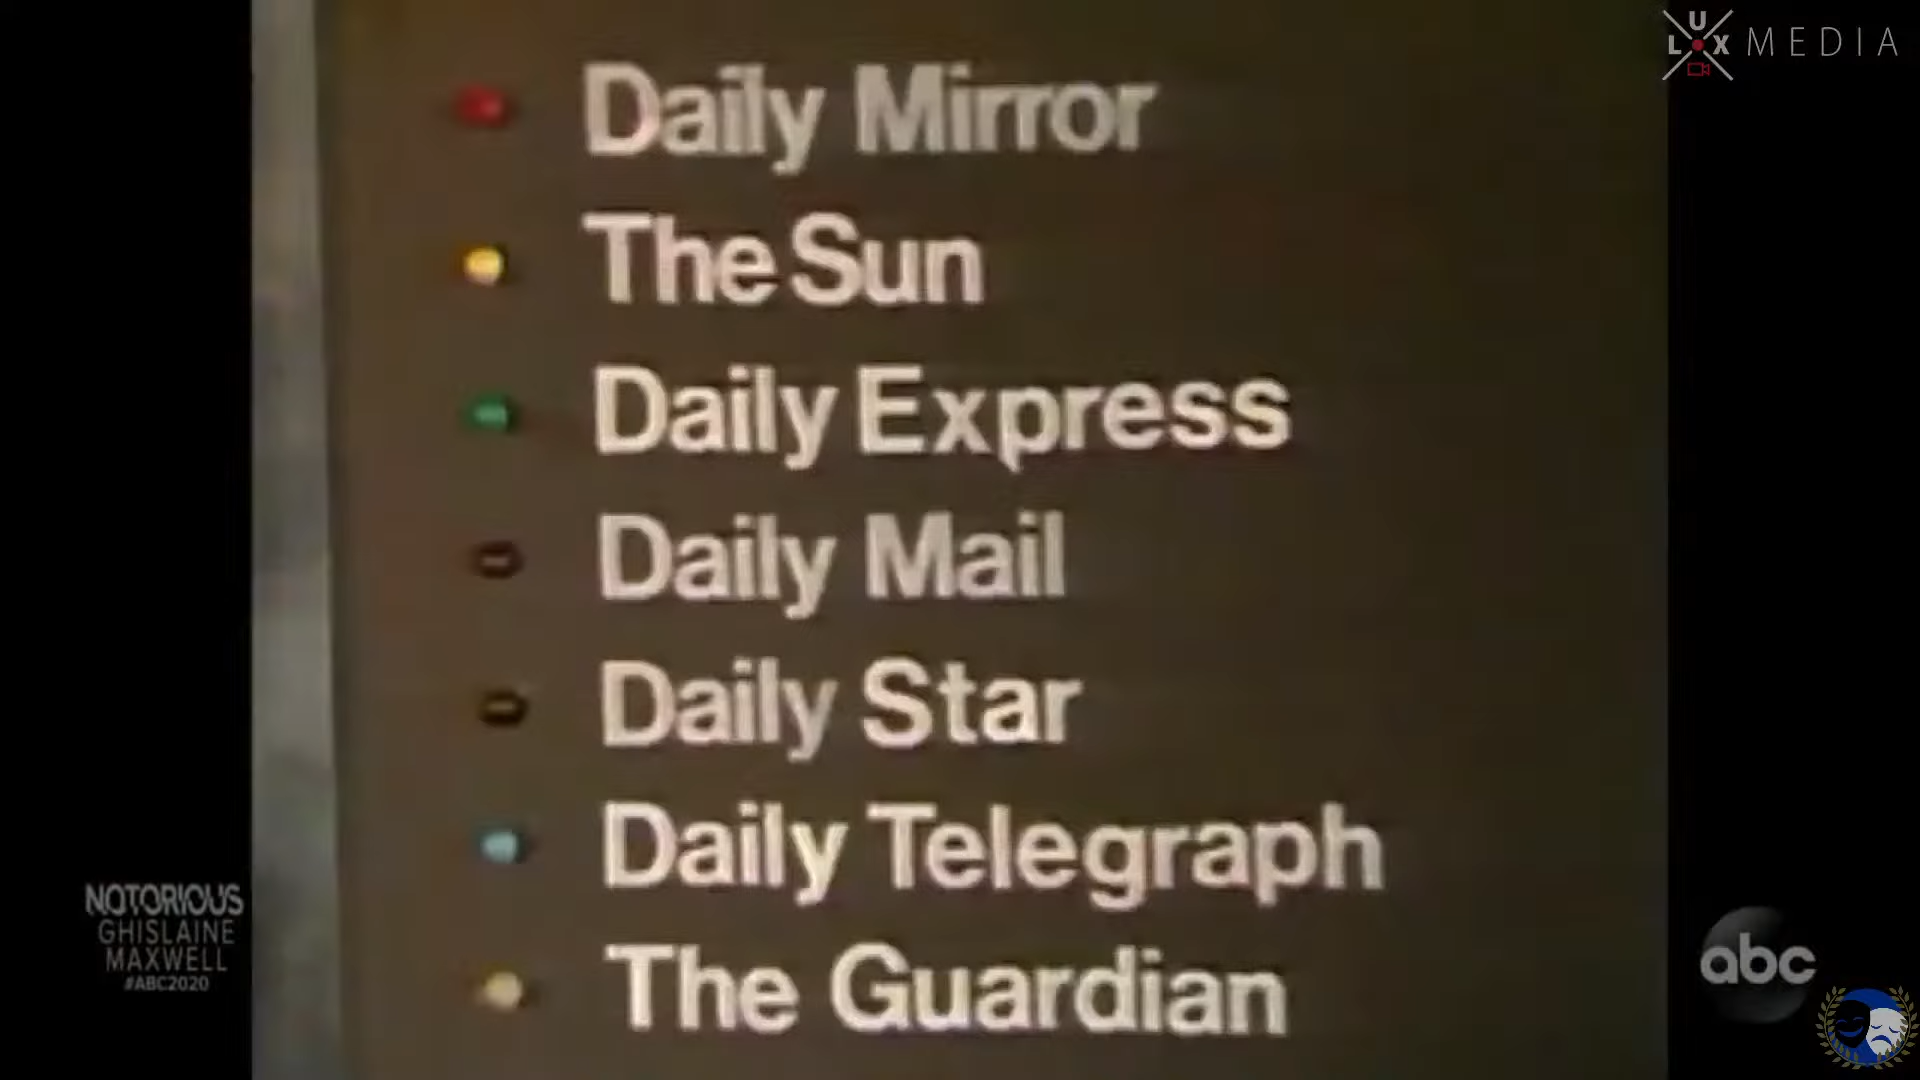 LUX MEDIA
Daily Mirror
The Sun
Daily Express
Daily Mail
Daily Star
Daily Telegraph
The Guardian
NOTORIOUS
GHISLAINE
MAXWELL
#ABC2020
abc